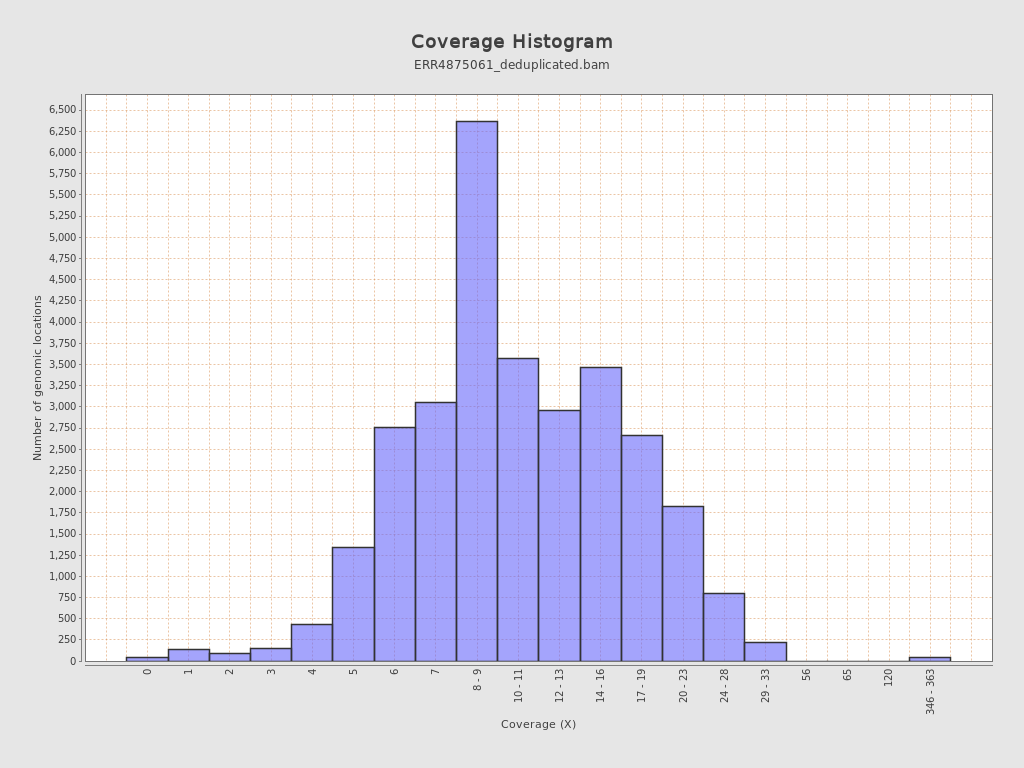 Coverage Histogram
ERR4875061_deduplicated.bam
Number of genomic locations
6,500
6,250
6,000
5,750
5,500
5,250
5,000
4,750
4,500
4,250
4,000
3,750
3,500
3,250
3,000
2,750
2,500
2,250
2,000
1,750
1,500
1,250
1,000
750
500
250
0
0
1
2
3
4
5
6
7
8 - 9
10 - 11
12 - 13
14 - 16
17 - 19
20 - 23
24 - 28
29 - 33
56
65
120
346 - 363
Coverage (X)